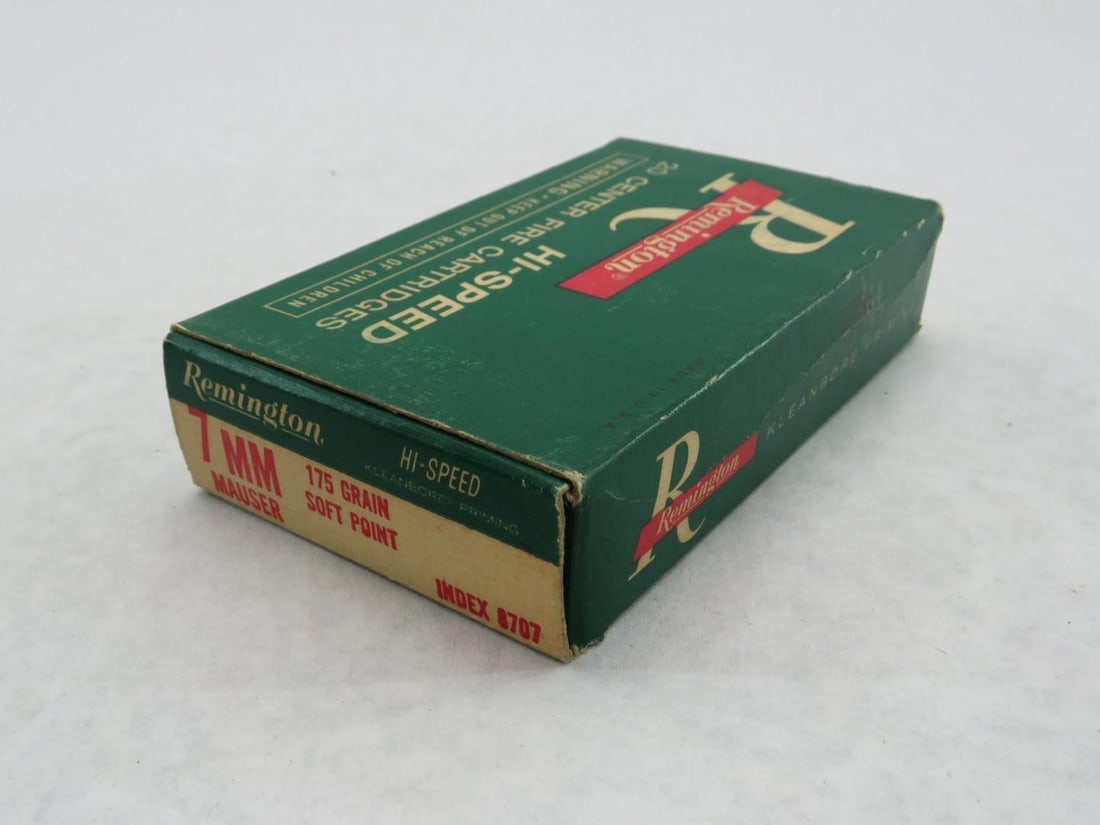 R
Remington®
HI-SPEED
20 CENTER FIRE CARTRIDGES
WARNING - KEEP OUT OF REACH OF CHILDREN
MADE IN U.S.A.
R
Remington
KLEANBORE PRIMING
Remington
HI-SPEED
KLEANBORE PRIMING
7 MM
MAUSER
175 GRAIN
SOFT POINT
INDEX 8707